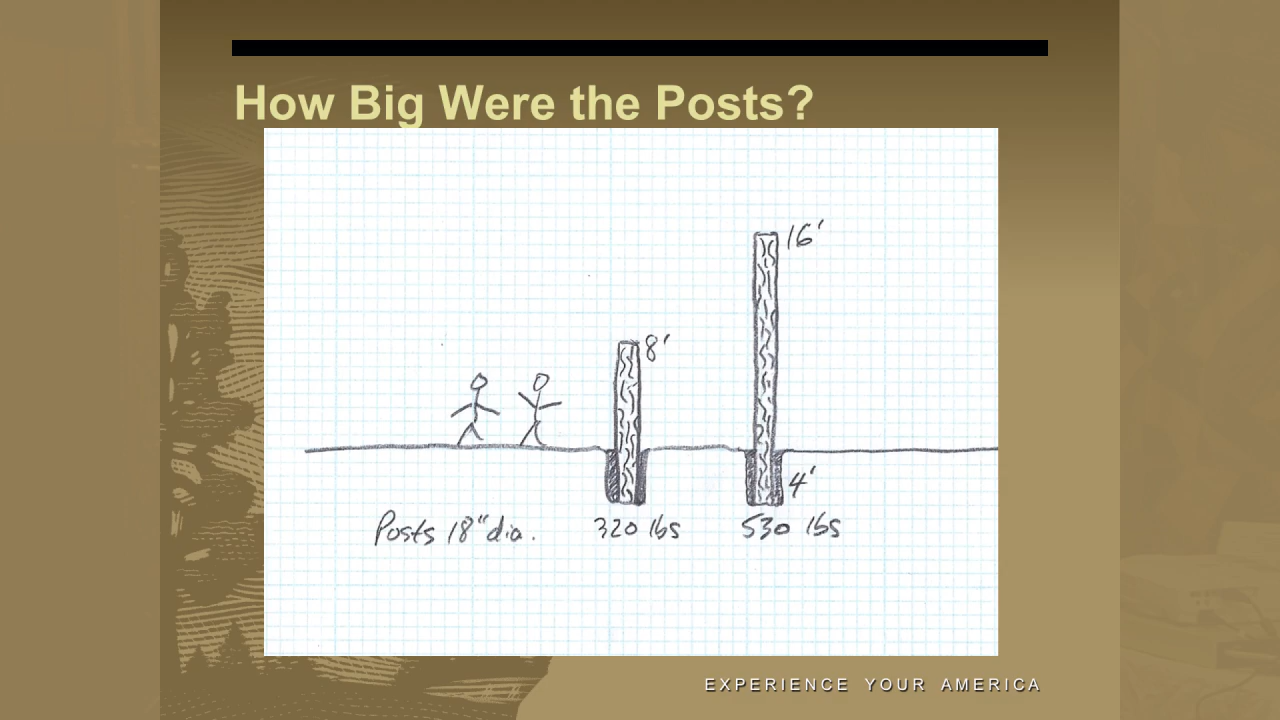 How Big Were the Posts?
16'
8'
4'
Posts 18" dia.
320 lbs
530 lbs
EXPERIENCE YOUR AMERICA